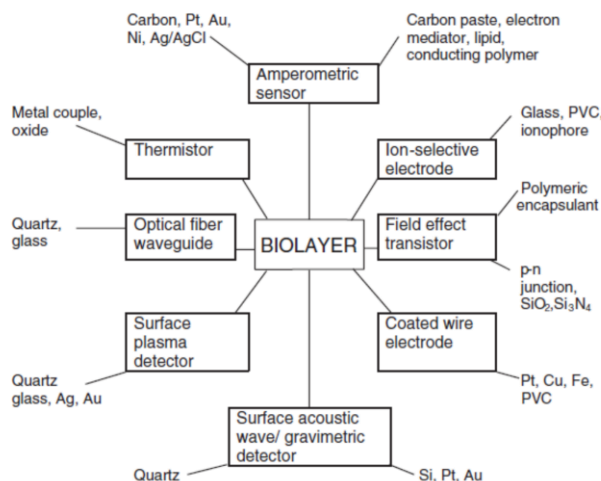 Carbon, Pt, Au,
Ni, Ag/AgCl
Carbon paste, electron
mediator, lipid,
conducting polymer
Amperometric
sensor
Metal couple,
oxide
Thermistor
Glass, PVC,
ionophore
Ion-selective
electrode
Quartz,
glass
Optical fiber
waveguide
BIOLAYER
Field effect
transistor
Polymeric
encapsulant
p-n
junction,
SiO₂,Si₃N₄
Surface
plasma
detector
Coated wire
electrode
Quartz
glass, Ag, Au
Pt, Cu, Fe,
PVC
Surface acoustic
wave/ gravimetric
detector
Quartz
Si, Pt, Au